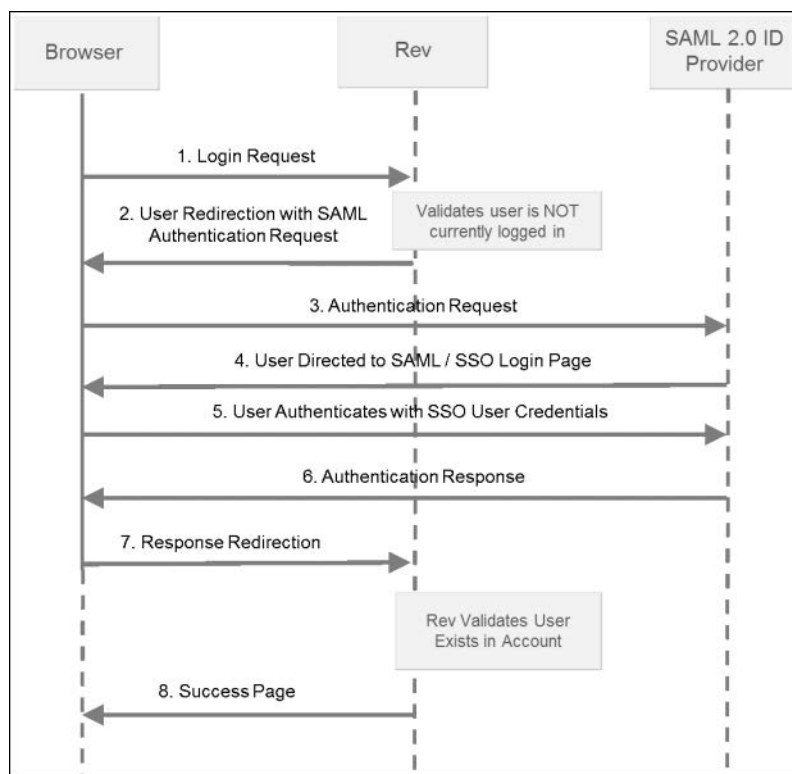 Browser
Rev
SAML 2.0 ID
Provider
1. Login Request
2. User Redirection with SAML
Authentication Request
Validates user is NOT
currently logged in
3. Authentication Request
4. User Directed to SAML / SSO Login Page
5. User Authenticates with SSO User Credentials
6. Authentication Response
7. Response Redirection
Rev Validates User
Exists in Account
8. Success Page